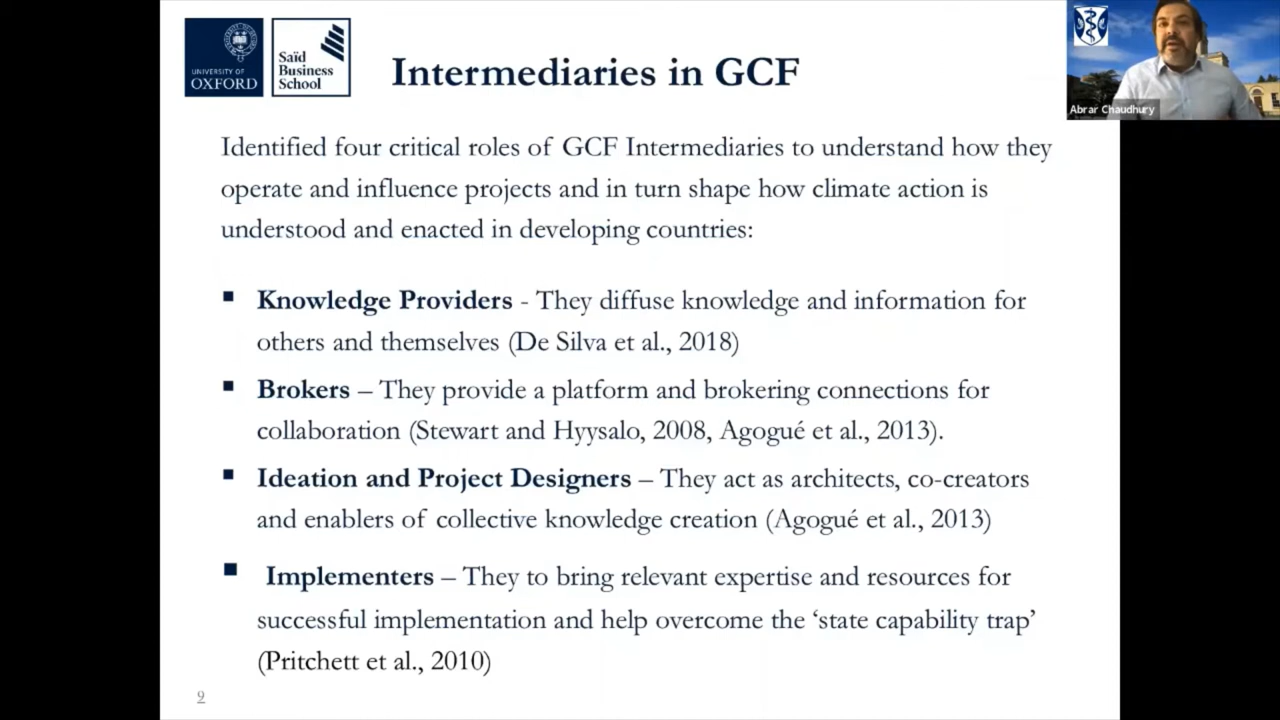 UNIVERSITY OF
OXFORD
Saïd
Business
School
Intermediaries in GCF
Abrar Chaudhury
Identified four critical roles of GCF Intermediaries to understand how they
operate and influence projects and in turn shape how climate action is
understood and enacted in developing countries:
▪ Knowledge Providers - They diffuse knowledge and information for
others and themselves (De Silva et al., 2018)
▪ Brokers – They provide a platform and brokering connections for
collaboration (Stewart and Hyysalo, 2008, Agogué et al., 2013).
▪ Ideation and Project Designers – They act as architects, co-creators
and enablers of collective knowledge creation (Agogué et al., 2013)
▪ Implementers – They to bring relevant expertise and resources for
successful implementation and help overcome the ‘state capability trap’
(Pritchett et al., 2010)
9